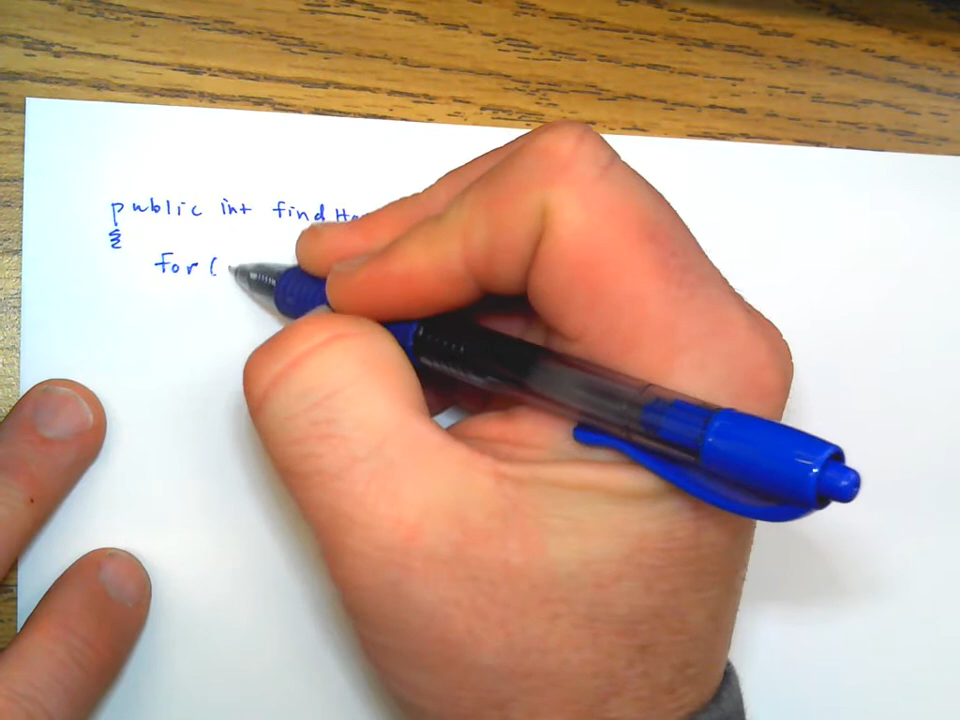 public int find
{
for (